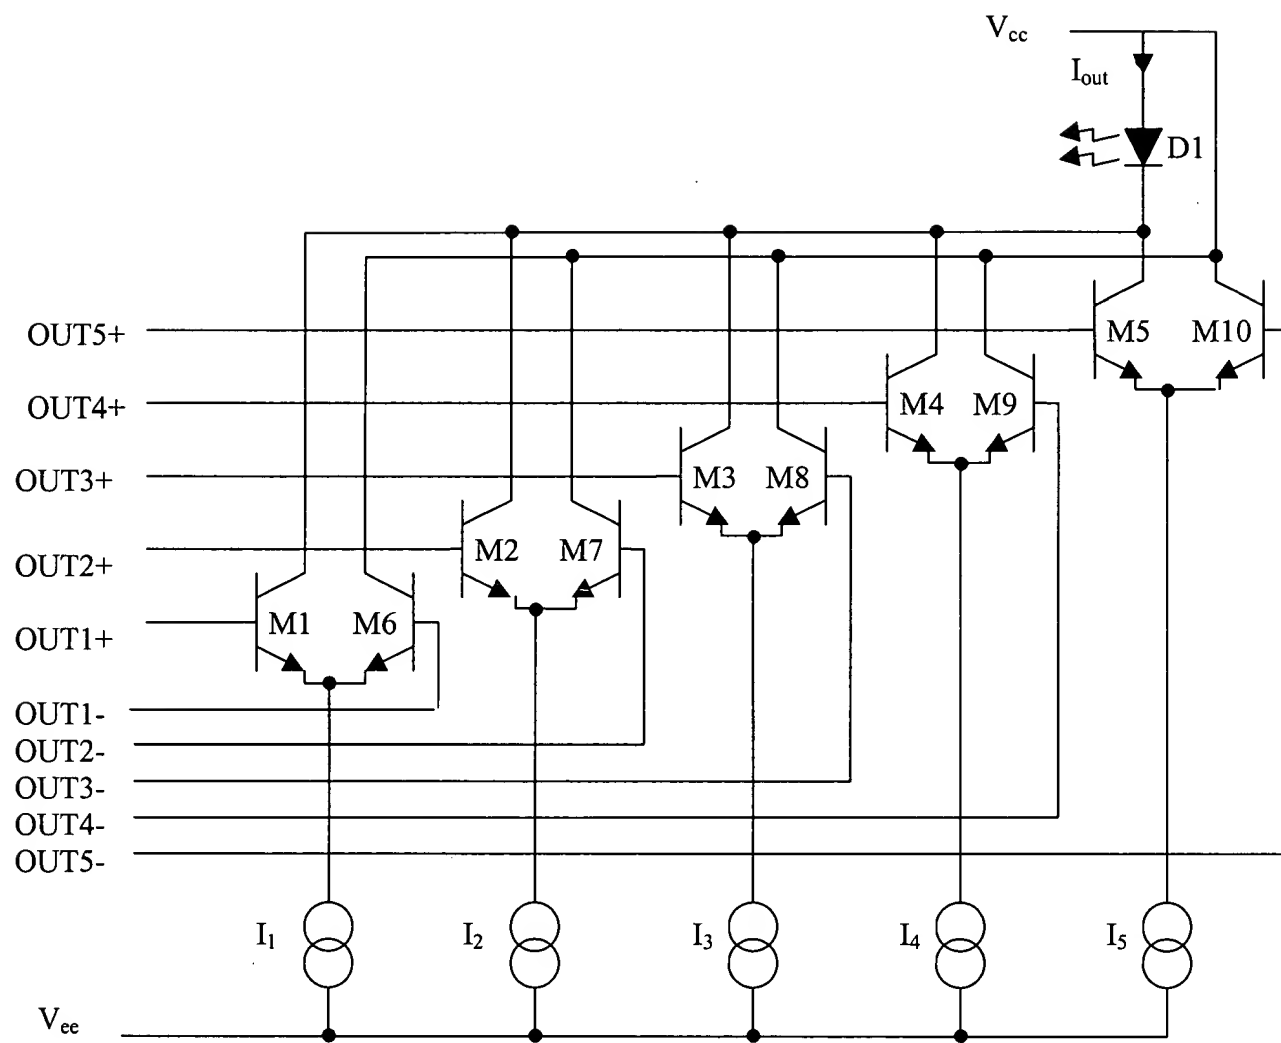 Vcc
Iout
D1
OUT5+ M5 M10
OUT4+ M4 M9
OUT3+ M3 M8
OUT2+ M2 M7
OUT1+ M1 M6
OUT1-
OUT2-
OUT3-
OUT4-
OUT5-
I1 I2 I3 I4 I5
Vee